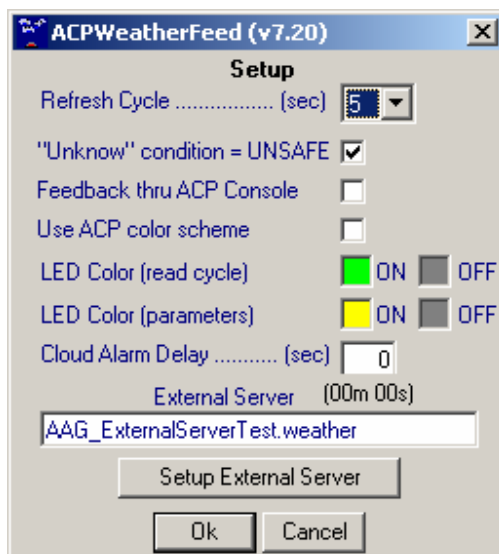 ACPWeatherFeed (v7.20)
Setup
Refresh Cycle ................. (sec) 5
"Unknow" condition = UNSAFE
Feedback thru ACP Console
Use ACP color scheme
LED Color (read cycle) ON OFF
LED Color (parameters) ON OFF
Cloud Alarm Delay ........... (sec) 0
External Server (00m 00s)
AAG_ExternalServerTest.weather
Setup External Server
Ok Cancel